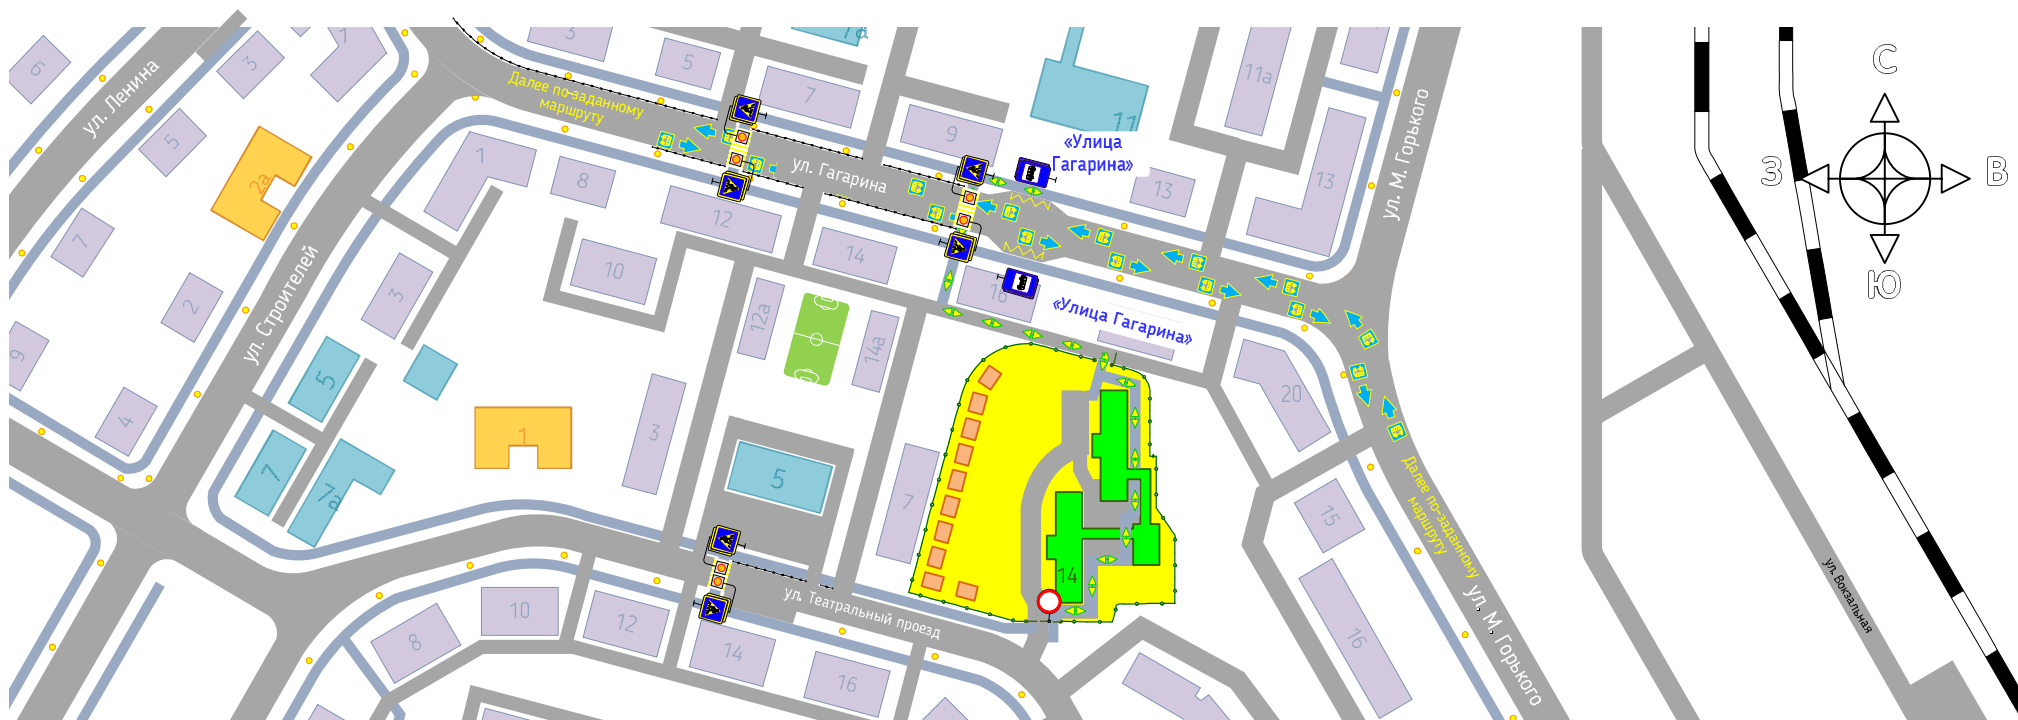 1а
3
1
С
6
3
5
7
11а
ул. Ленина
Далее по-заданному
маршруту
11
ул. М. Горького
5
1
9
«Улица
Гагарина»
ул. Гагарина
З
В
2а
8
13
13
12
7
14
10
Ю
2
3
16
12а
«Улица Гагарина»
ул. Строителей
9
14а
5
20
4
3
1
7
7а
5
7
15
Далее по-заданному
маршруту
14
ул. Вокзальная
10
12
8
ул. Театральный проезд
14
16
16
ул. М. Горького